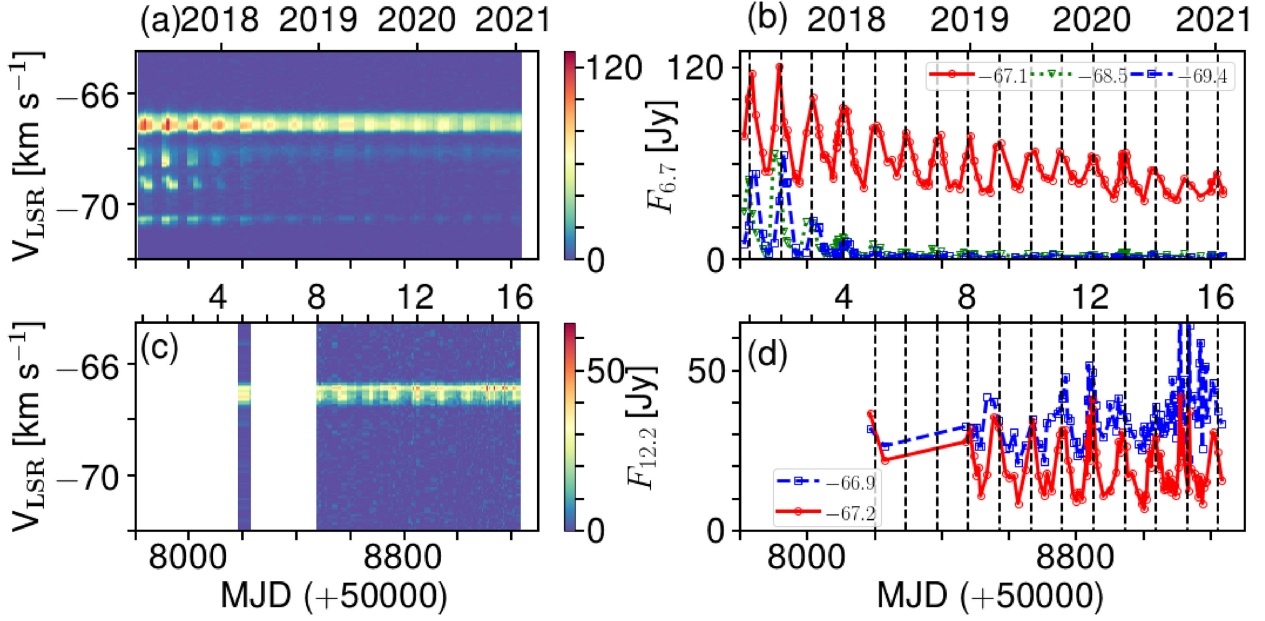 (a) 2018 2019 2020 2021
V_LSR [km s⁻¹]
−66
−70
120
0
(b) 2018 2019 2020 2021
F_6.7 [Jy]
120
0
−67.1 −68.5 −69.4
4 8 12 16
(c)
V_LSR [km s⁻¹]
−66
−70
50
0
8000 8800
MJD (+50000)
4 8 12 16
(d)
F_12.2 [Jy]
50
0
−66.9
−67.2
8000 8800
MJD (+50000)